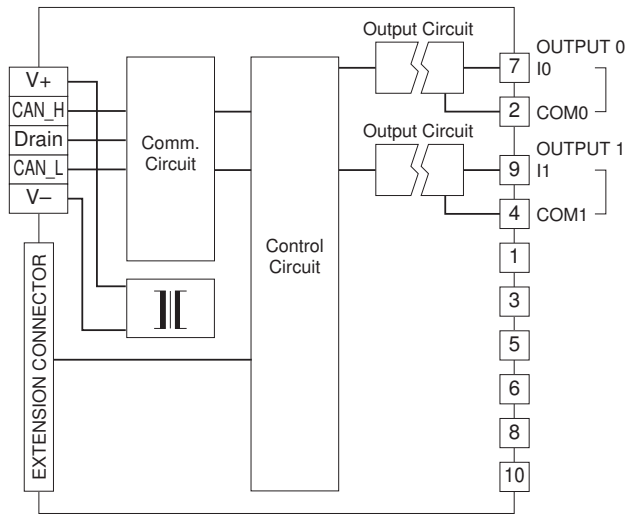 Output Circuit
OUTPUT 0
7
I0
2
COM0
V+
CAN_H
Drain
CAN_L
V–
Comm.
Circuit
Output Circuit
OUTPUT 1
9
I1
4
COM1
Control
Circuit
EXTENSION CONNECTOR
1
3
5
6
8
10